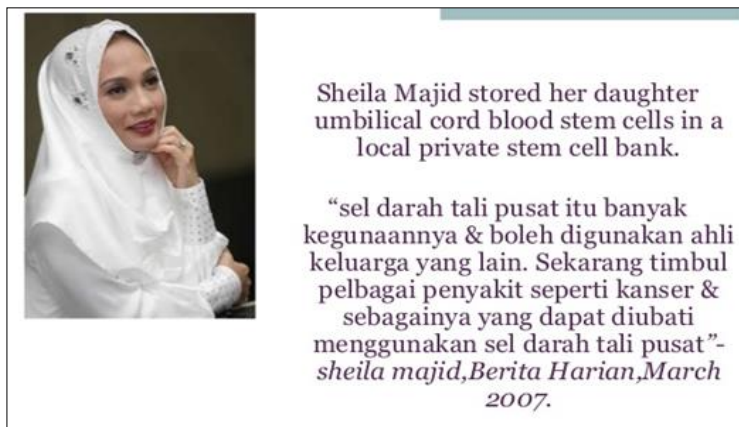 Sheila Majid stored her daughter
umbilical cord blood stem cells in a
local private stem cell bank.
“sel darah tali pusat itu banyak
kegunaannya & boleh digunakan ahli
keluarga yang lain. Sekarang timbul
pelbagai penyakit seperti kanser &
sebagainya yang dapat diubati
menggunakan sel darah tali pusat”-
sheila majid,Berita Harian,March
2007.